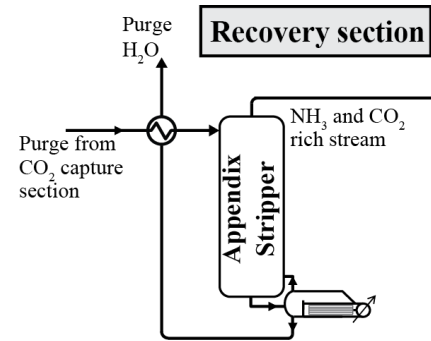 Purge
H₂O
Recovery section
NH₃ and CO₂
rich stream
Purge from
CO₂ capture
section
Appendix
Stripper